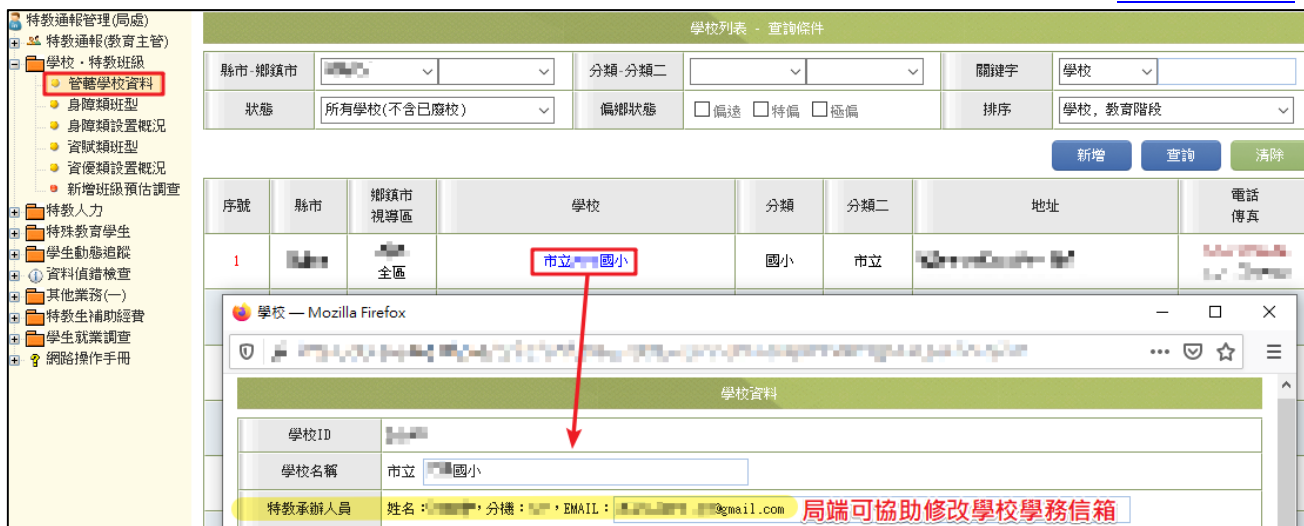 特教通報管理(局處)
特教通報(教育主管)
學校・特教班級
管轄學校資料
身障類班型
身障類設置概況
資賦類班型
資優類設置概況
新增班級預估調查
特教人力
特殊教育學生
學生動態追蹤
資料偵錯檢查
其他業務(一)
特教生補助經費
學生就業調查
網路操作手冊
學校列表 - 查詢條件
縣市-鄉鎮市 分類-分類二 關鍵字 學校
狀態 所有學校(不含已廢校) 偏鄉狀態 偏遠 特偏 極偏 排序 學校, 教育階段
新增 查詢 清除
序號 縣市 鄉鎮市 視導區 學校 分類 分類二 地址 電話 傳真
1 全區 市立 國小 國小 市立
學校 — Mozilla Firefox
學校資料
學校ID
學校名稱 市立 國小
特教承辦人員 姓名: ,分機: ,EMAIL: @gmail.com 局端可協助修改學校學務信箱